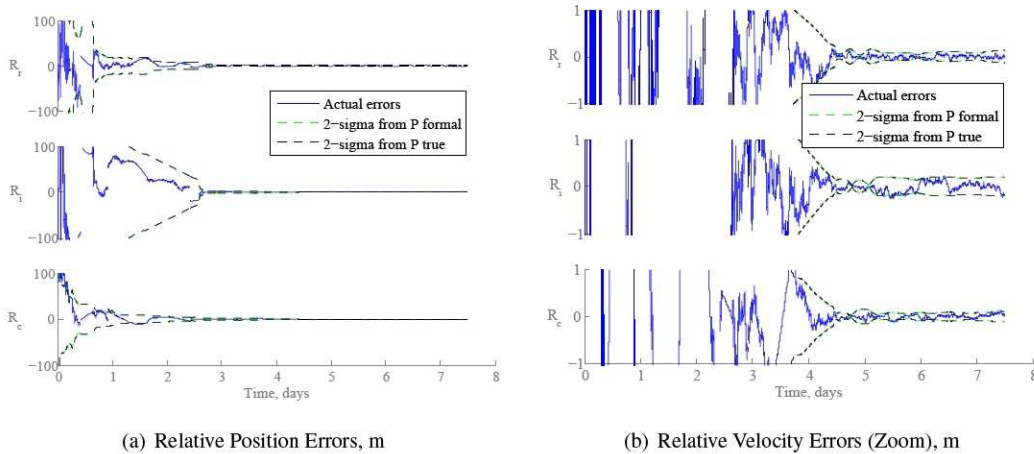 100
R_r 0
−100
Actual errors
2−sigma from P formal
2−sigma from P true
100
R_i 0
−100
100
R_c 0
−100
0 1 2 3 4 5 6 7 8
Time, days
(a) Relative Position Errors, m
1
R_r 0
−1
Actual errors
2−sigma from P formal
2−sigma from P true
1
R_i 0
−1
1
R_c 0
−1
0 1 2 3 4 5 6 7 8
Time, days
(b) Relative Velocity Errors (Zoom), m